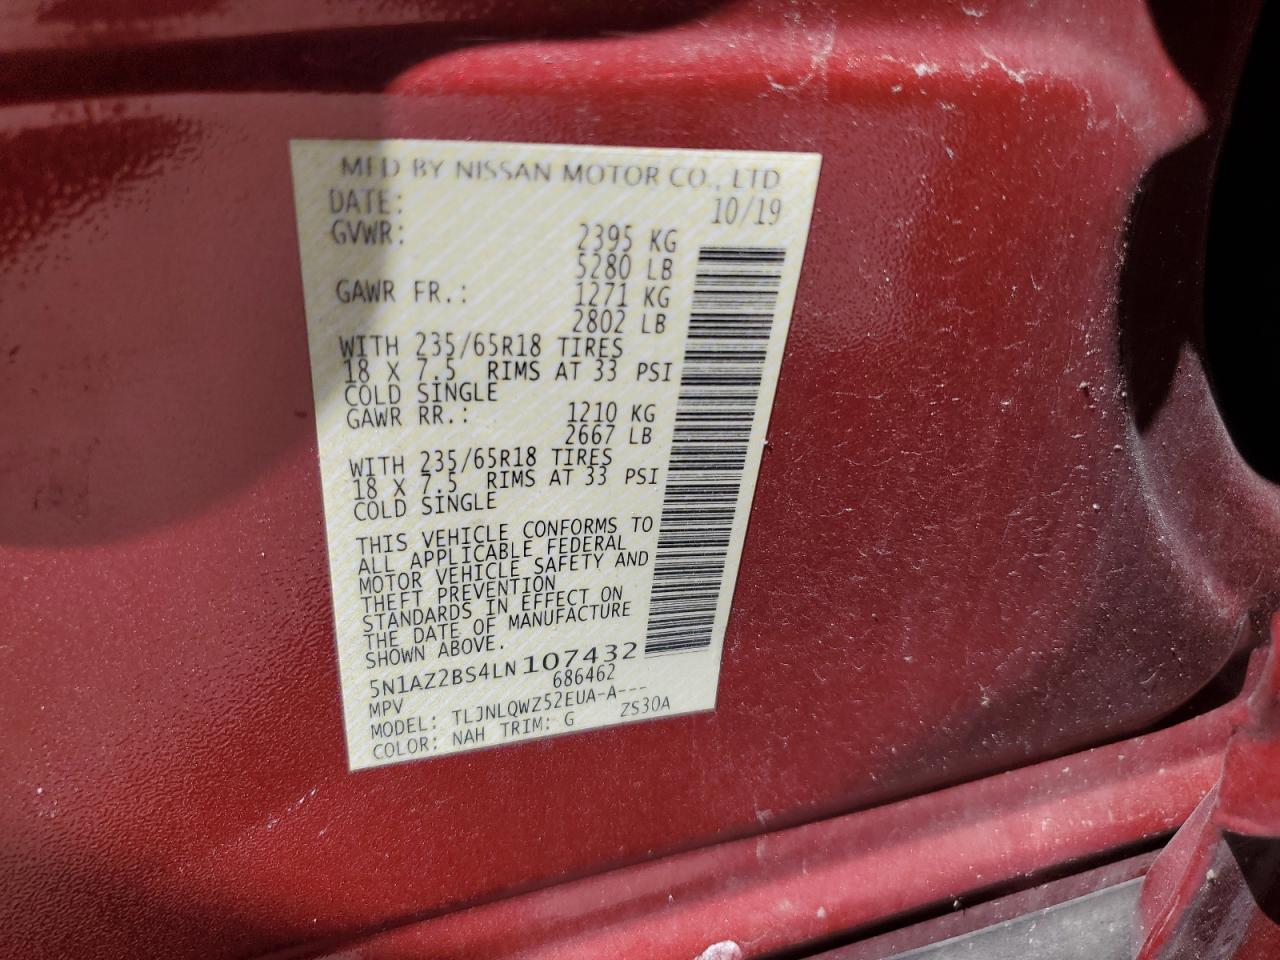 MFD BY NISSAN MOTOR CO., LTD
DATE: 10/19
GVWR: 2395 KG
5280 LB
GAWR FR.: 1271 KG
2802 LB
WITH 235/65R18 TIRES
18 X 7.5 RIMS AT 33 PSI
COLD SINGLE
GAWR RR.: 1210 KG
2667 LB
WITH 235/65R18 TIRES
18 X 7.5 RIMS AT 33 PSI
COLD SINGLE
THIS VEHICLE CONFORMS TO
ALL APPLICABLE FEDERAL
MOTOR VEHICLE SAFETY AND
THEFT PREVENTION
STANDARDS IN EFFECT ON
THE DATE OF MANUFACTURE
SHOWN ABOVE.
5N1AZ2BS4LN107432
MPV 686462
MODEL: TLJNLQWZ52EUA-A---
COLOR: NAH TRIM: G ZS30A